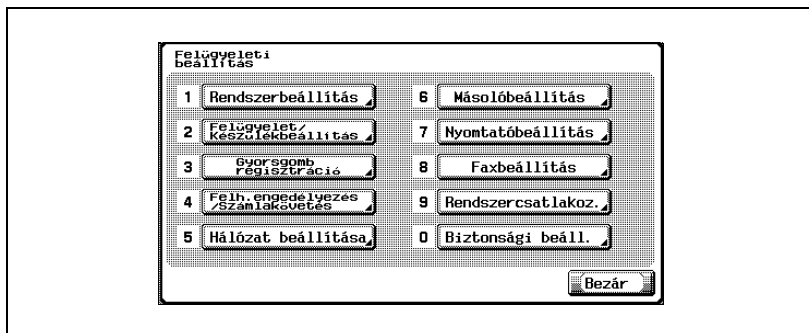 Felügyeleti
beállítás
1 Rendszerbeállítás
2 Felügyelet/
Készülékbeállítás
3 Gyorsgomb
regisztráció
4 Felh.engedélyezés
/Számlakövetés
5 Hálózat beállítása
6 Másolóbeállítás
7 Nyomtatóbeállítás
8 Faxbeállítás
9 Rendszercsatlakoz.
0 Biztonsági beáll.
Bezár